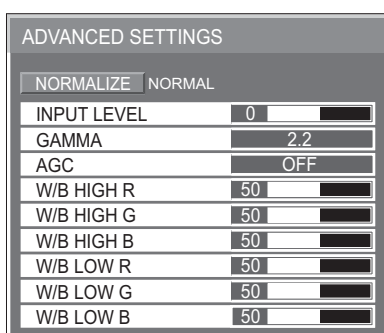 ADVANCED SETTINGS
NORMALIZE NORMAL
INPUT LEVEL 0
GAMMA 2.2
AGC OFF
W/B HIGH R 50
W/B HIGH G 50
W/B HIGH B 50
W/B LOW R 50
W/B LOW G 50
W/B LOW B 50